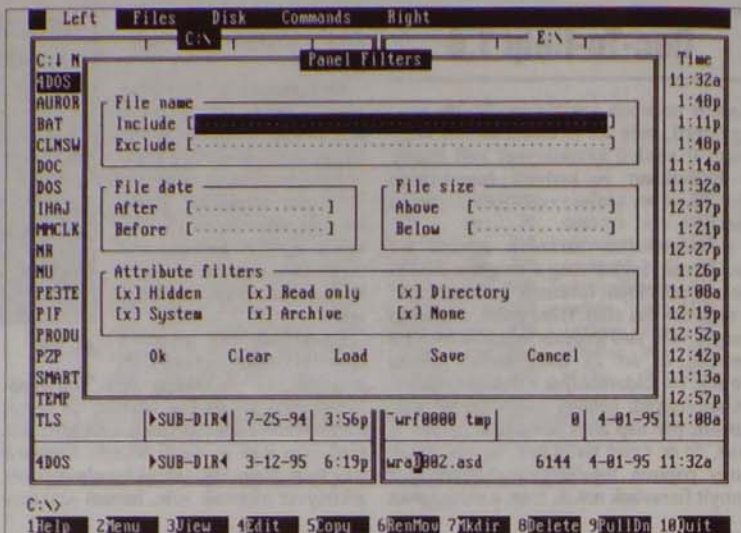 Left Files Disk Commands Right
C:\ E:\
Panel Filters
C:↓ N Time
4DOS 11:32a
AUROR 1:48p
BAT 1:11p
CLNSW 1:48p
DOC 11:14a
DOS 11:32a
IHAJ 12:37p
MMCLK 1:21p
NR 12:27p
NU 1:26p
PE3TE 11:08a
PIF 12:19p
PRODU 12:52p
PZP 12:42p
SMART 11:13a
TEMP 12:57p
File name
Include [ ]
Exclude [ ]
File date
After [ ]
Before [ ]
File size
Above [ ]
Below [ ]
Attribute filters
[x] Hidden [x] Read only [x] Directory
[x] System [x] Archive [x] None
Ok Clear Load Save Cancel
TLS ►SUB-DIR◄ 7-25-94 3:56p ~wrf0000 tmp 0 4-01-95 11:08a
4DOS ►SUB-DIR◄ 3-12-95 6:19p wra0002.asd 6144 4-01-95 11:32a
C:\>
1Help 2Menu 3View 4Edit 5Copy 6RenMov 7Mkdir 8Delete 9PullDn 10Quit